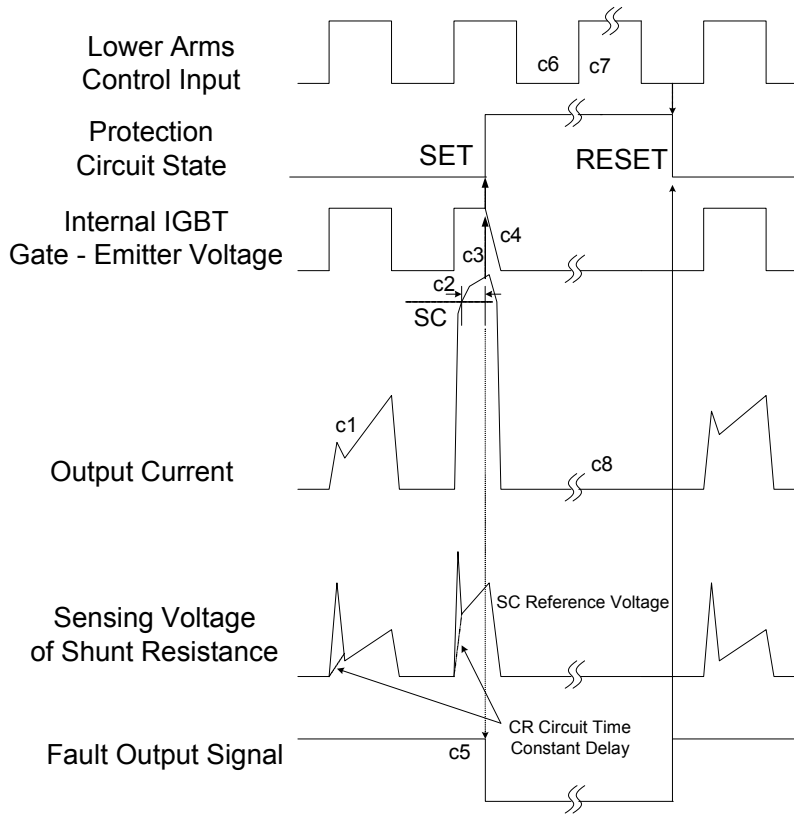 Lower Arms
Control Input
c6
c7
Protection
Circuit State
SET
RESET
Internal IGBT
Gate - Emitter Voltage
c4
c3
c2
SC
c1
Output Current
c8
SC Reference Voltage
Sensing Voltage
of Shunt Resistance
CR Circuit Time
Constant Delay
Fault Output Signal
c5